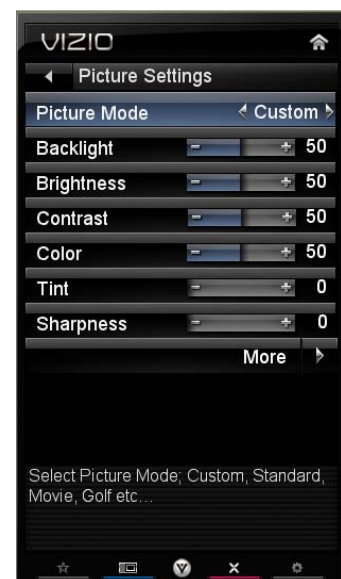 VIZIO
Picture Settings
Picture Mode Custom
Backlight - + 50
Brightness - + 50
Contrast - + 50
Color - + 50
Tint - + 0
Sharpness - + 0
More
Select Picture Mode; Custom, Standard,
Movie, Golf etc...
V X